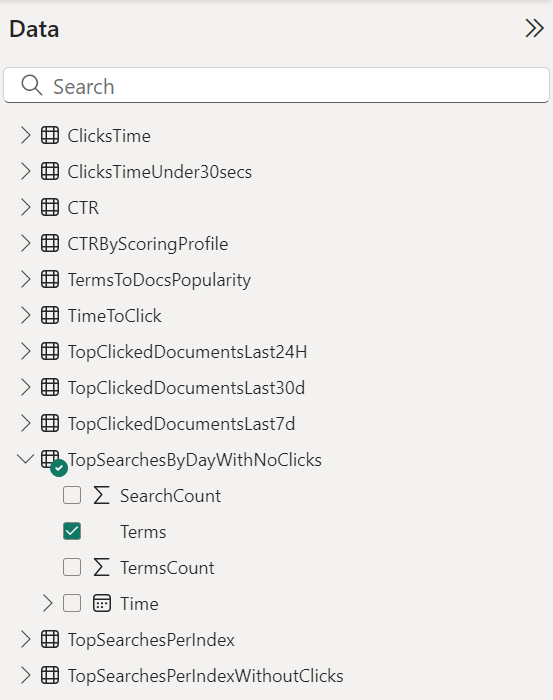 Data
Search
ClicksTime
ClicksTimeUnder30secs
CTR
CTRByScoringProfile
TermsToDocsPopularity
TimeToClick
TopClickedDocumentsLast24H
TopClickedDocumentsLast30d
TopClickedDocumentsLast7d
TopSearchesByDayWithNoClicks
SearchCount
Terms
TermsCount
Time
TopSearchesPerIndex
TopSearchesPerIndexWithoutClicks